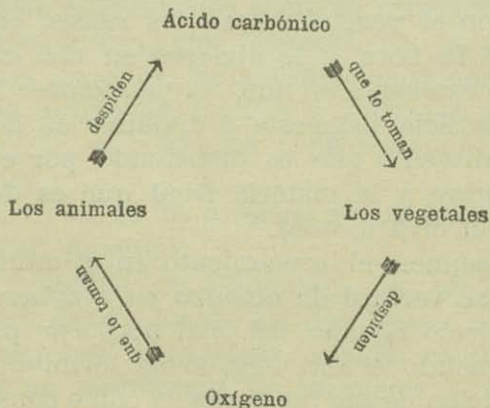 Ácido carbónico
despiden
que lo toman
Los animales
Los vegetales
que lo toman
despiden
Oxígeno